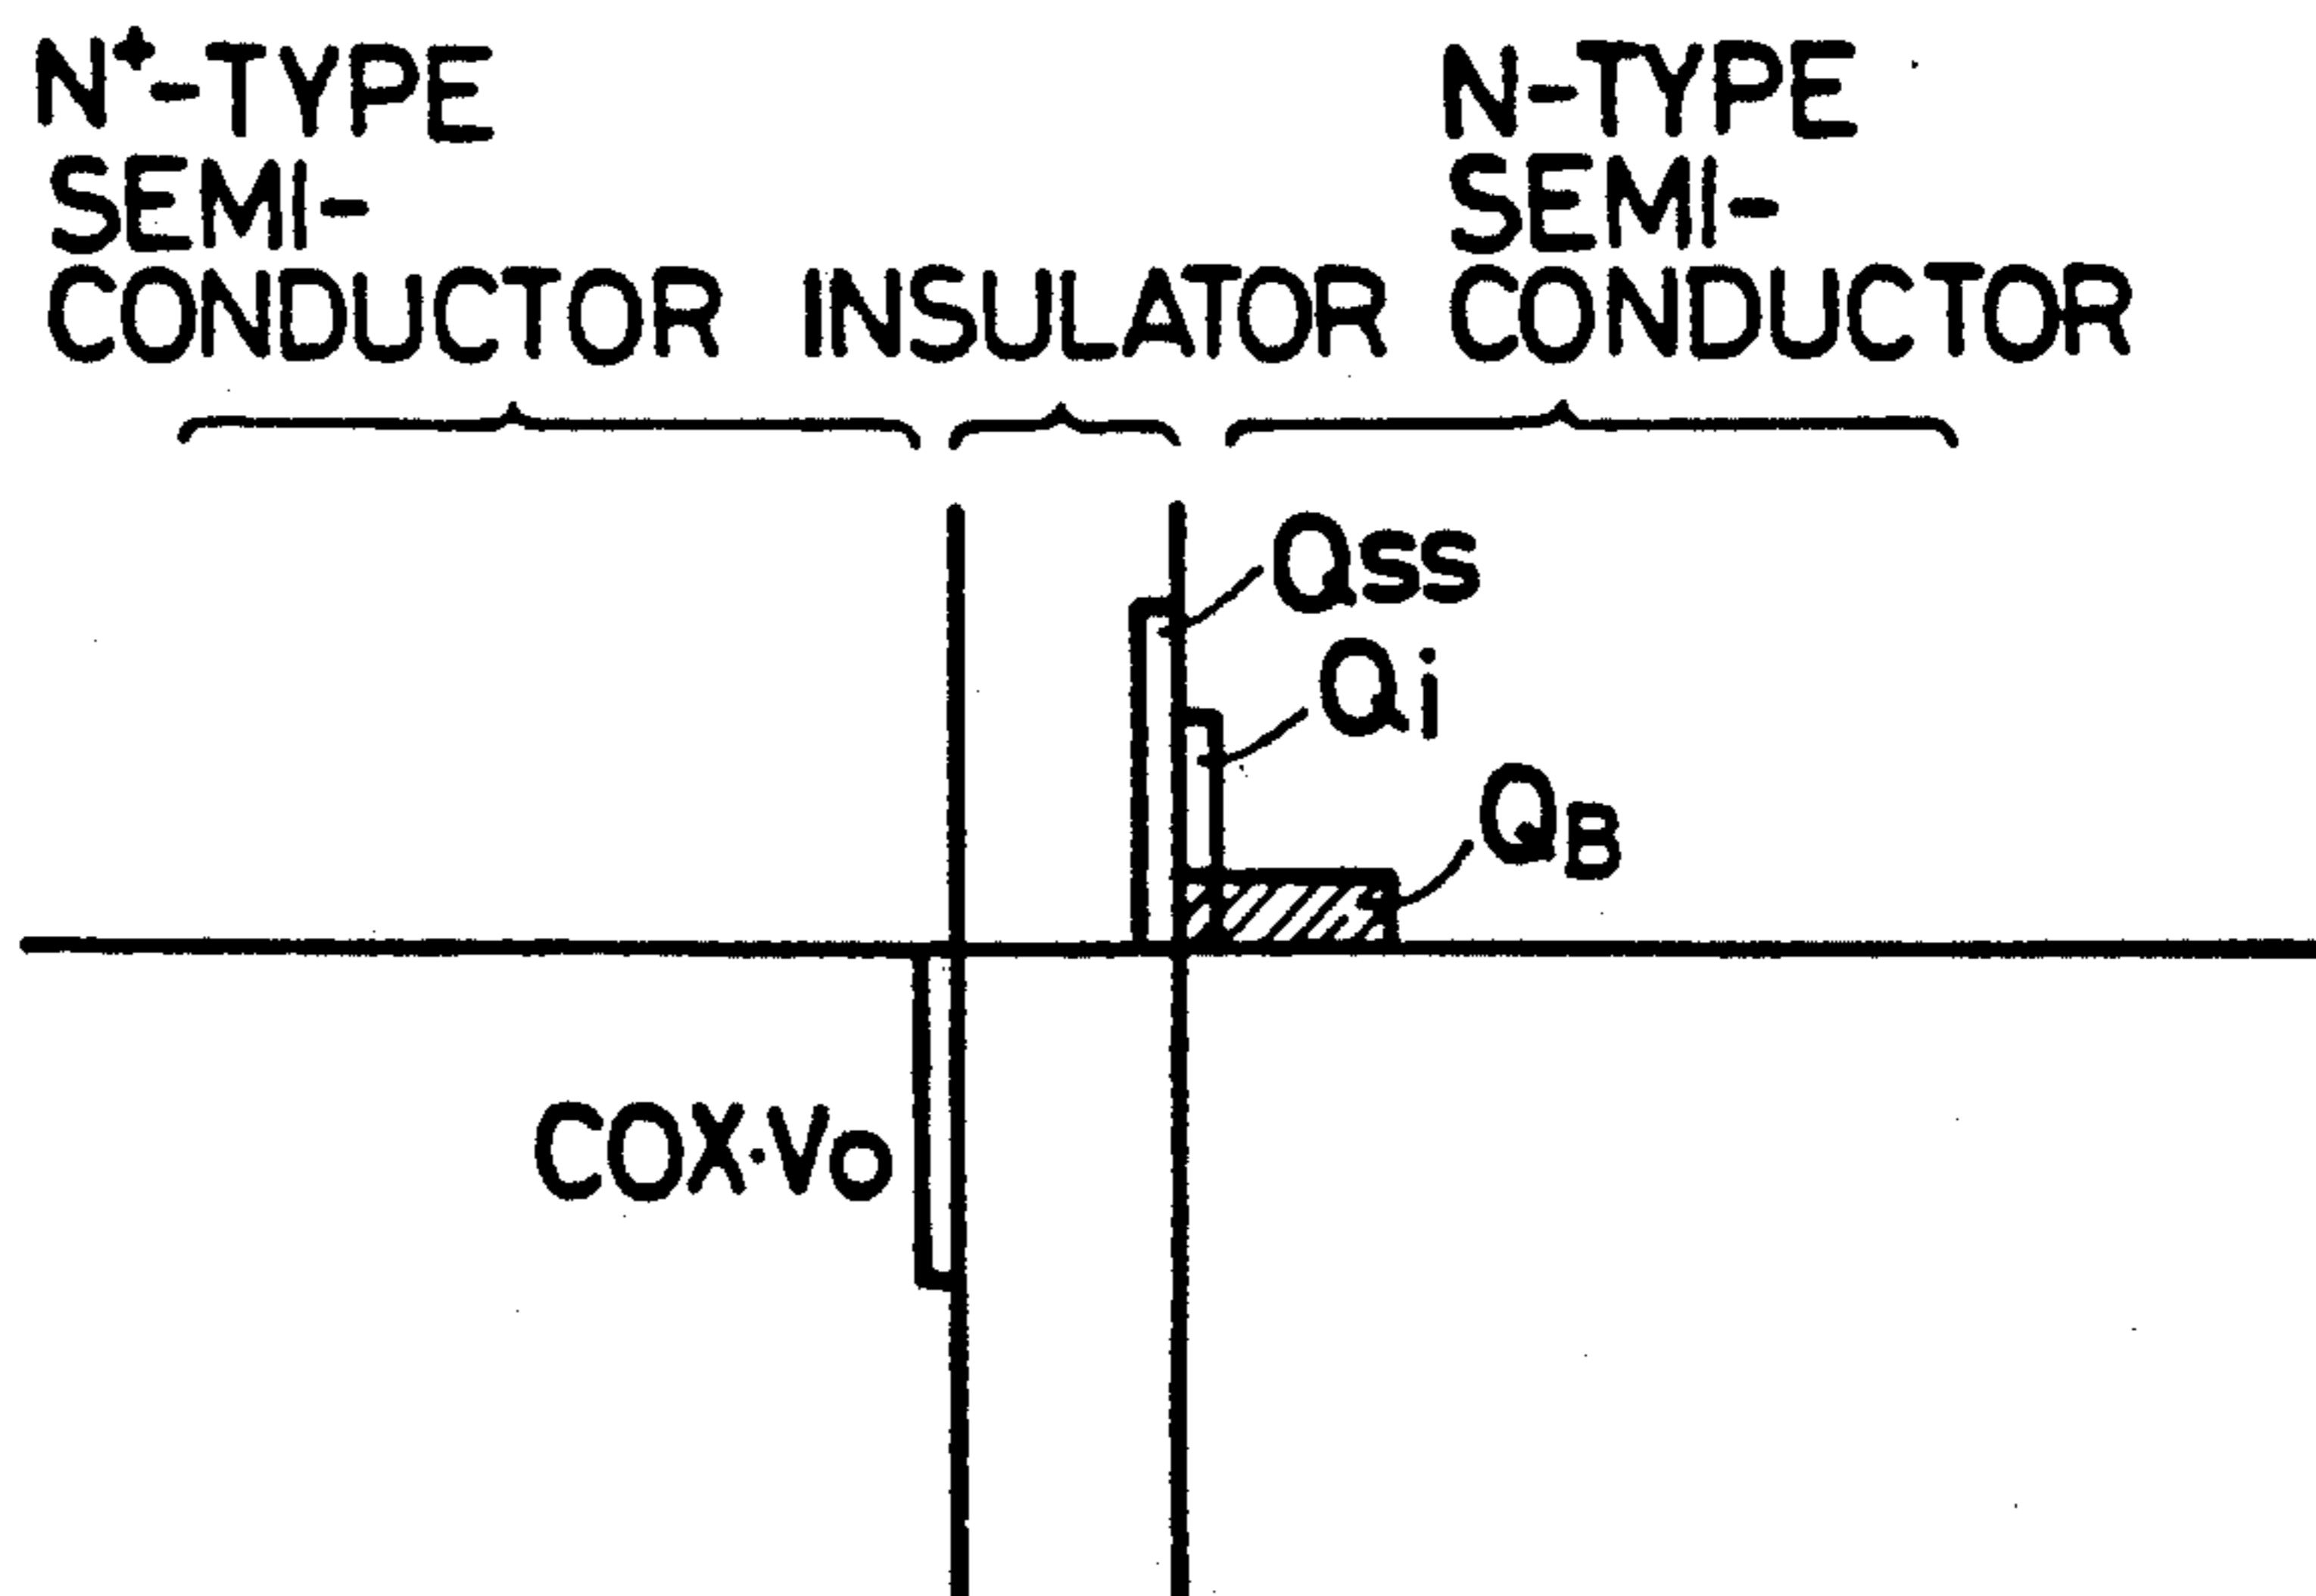 N⁺-TYPE
SEMI-
CONDUCTOR
INSULATOR
N-TYPE
SEMI-
CONDUCTOR
Qss
Qi
QB
COX·Vo